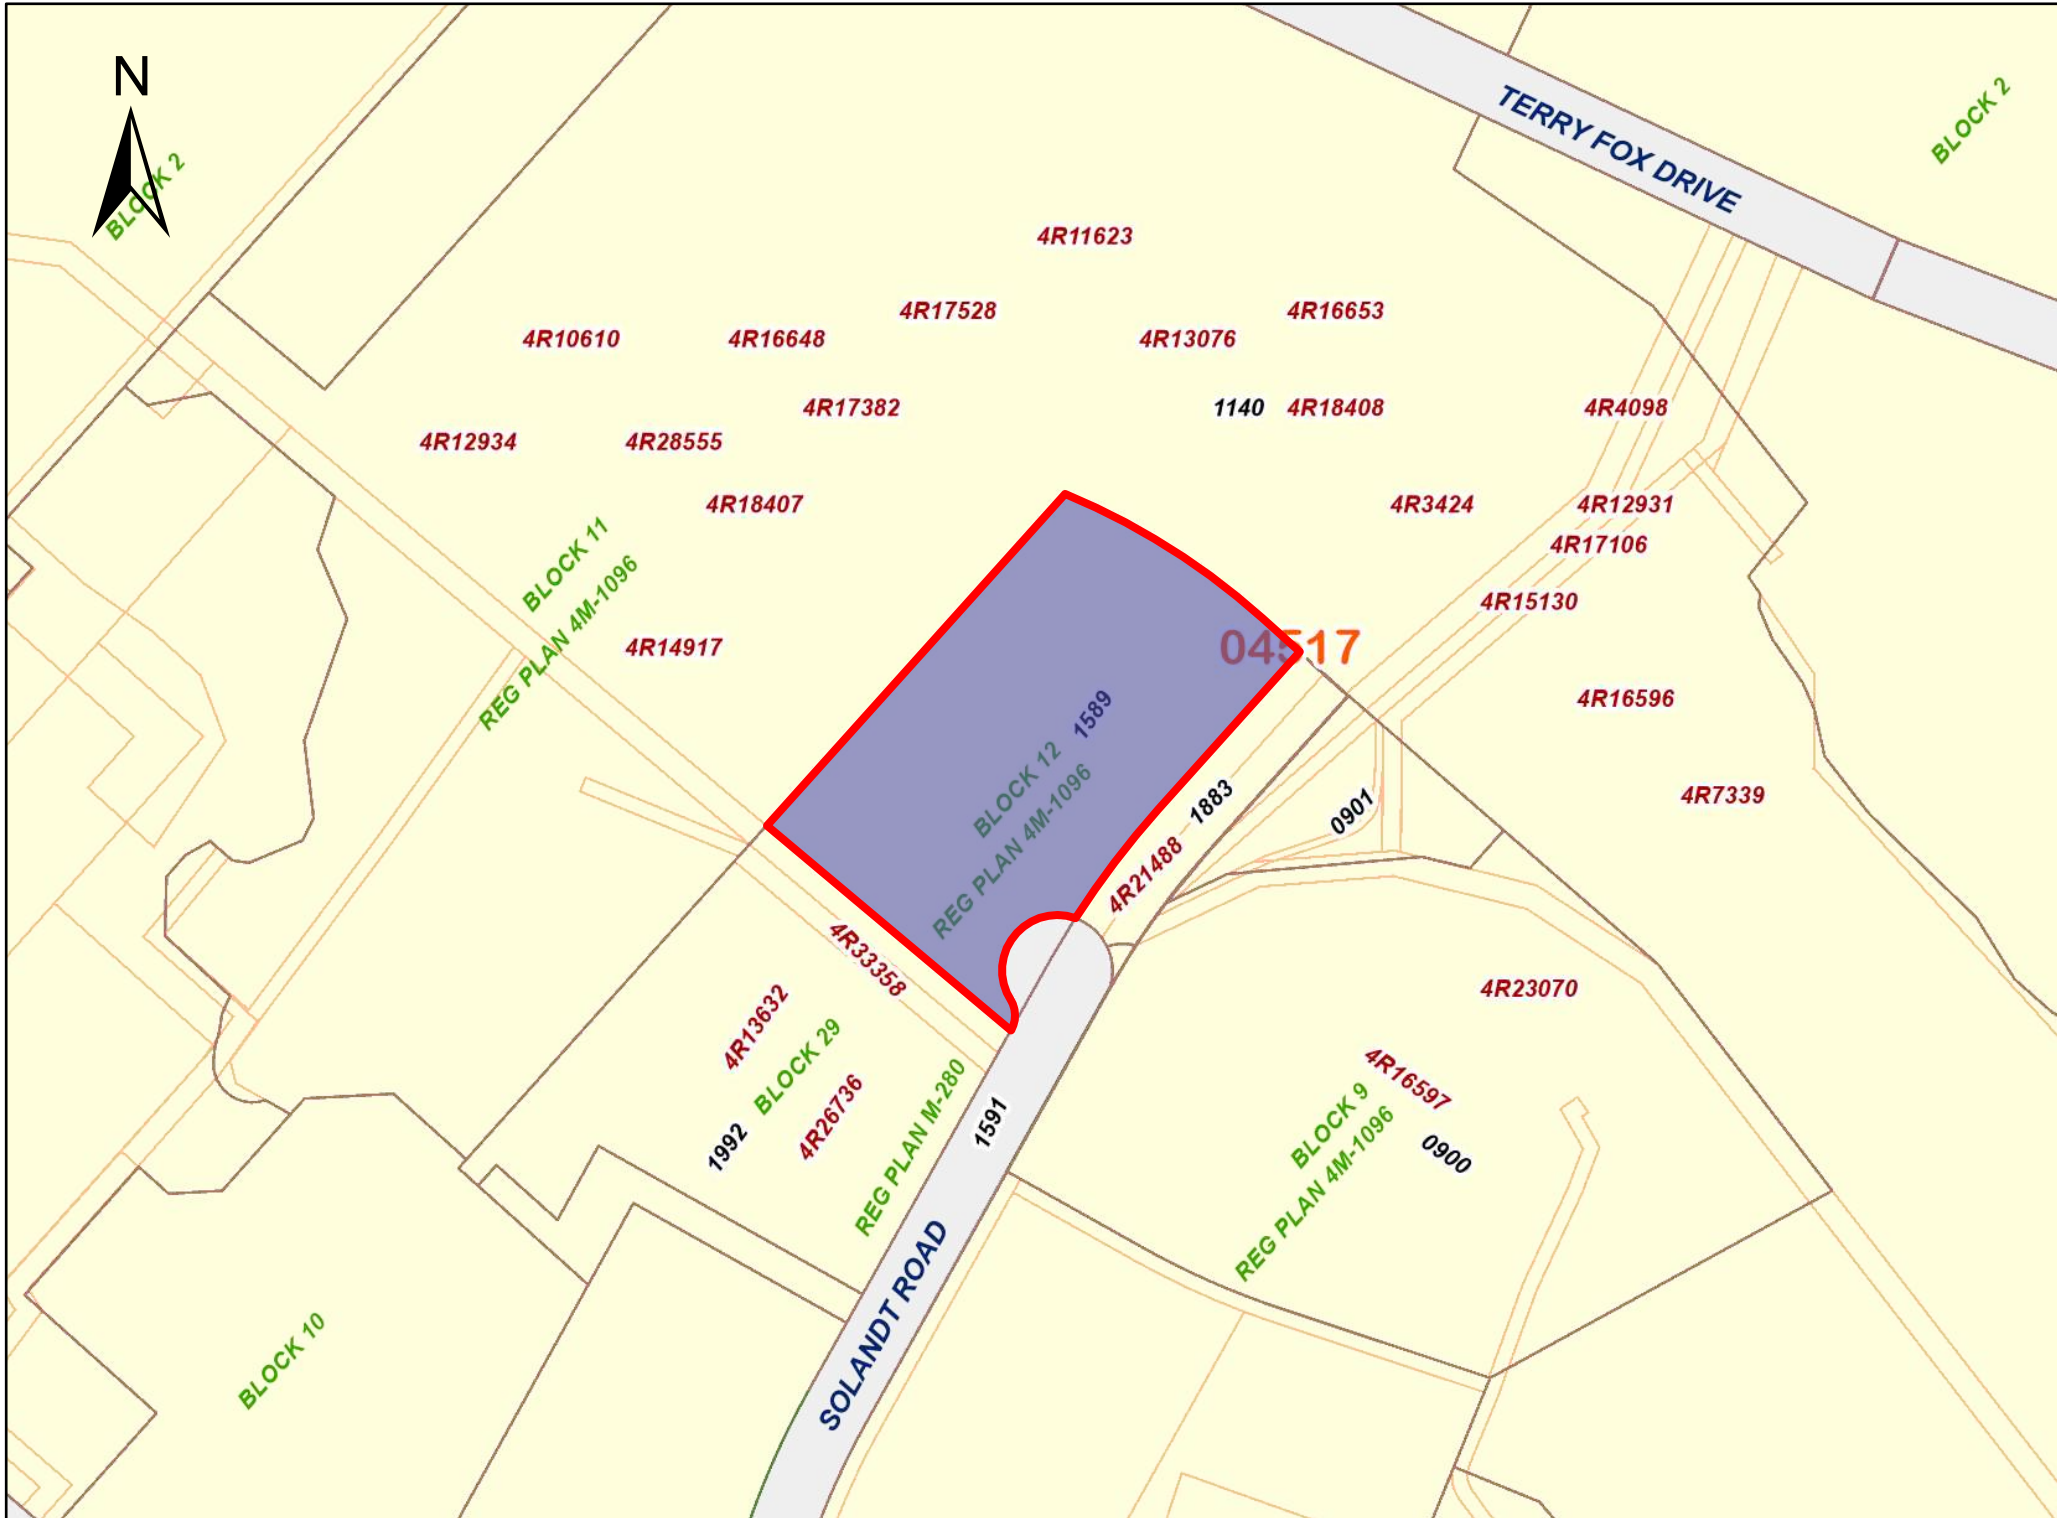 N
TERRY FOX DRIVE
BLOCK 2
BLOCK 2
4R11623
4R17528
4R16653
4R10610
4R16648
4R13076
4R17382
1140
4R18408
4R4098
4R12934
4R28555
4R18407
4R3424
4R12931
4R17106
BLOCK 11
REG PLAN 4M-1096
4R15130
4R14917
04517
4R16596
1589
BLOCK 12
REG PLAN 4M-1096
1883
0901
4R7339
4R21488
4R33358
4R23070
4R13632
BLOCK 29
4R26736
1992
REG PLAN M-280
1591
4R16597
BLOCK 9
REG PLAN 4M-1096
0900
SOLANDT ROAD
BLOCK 10